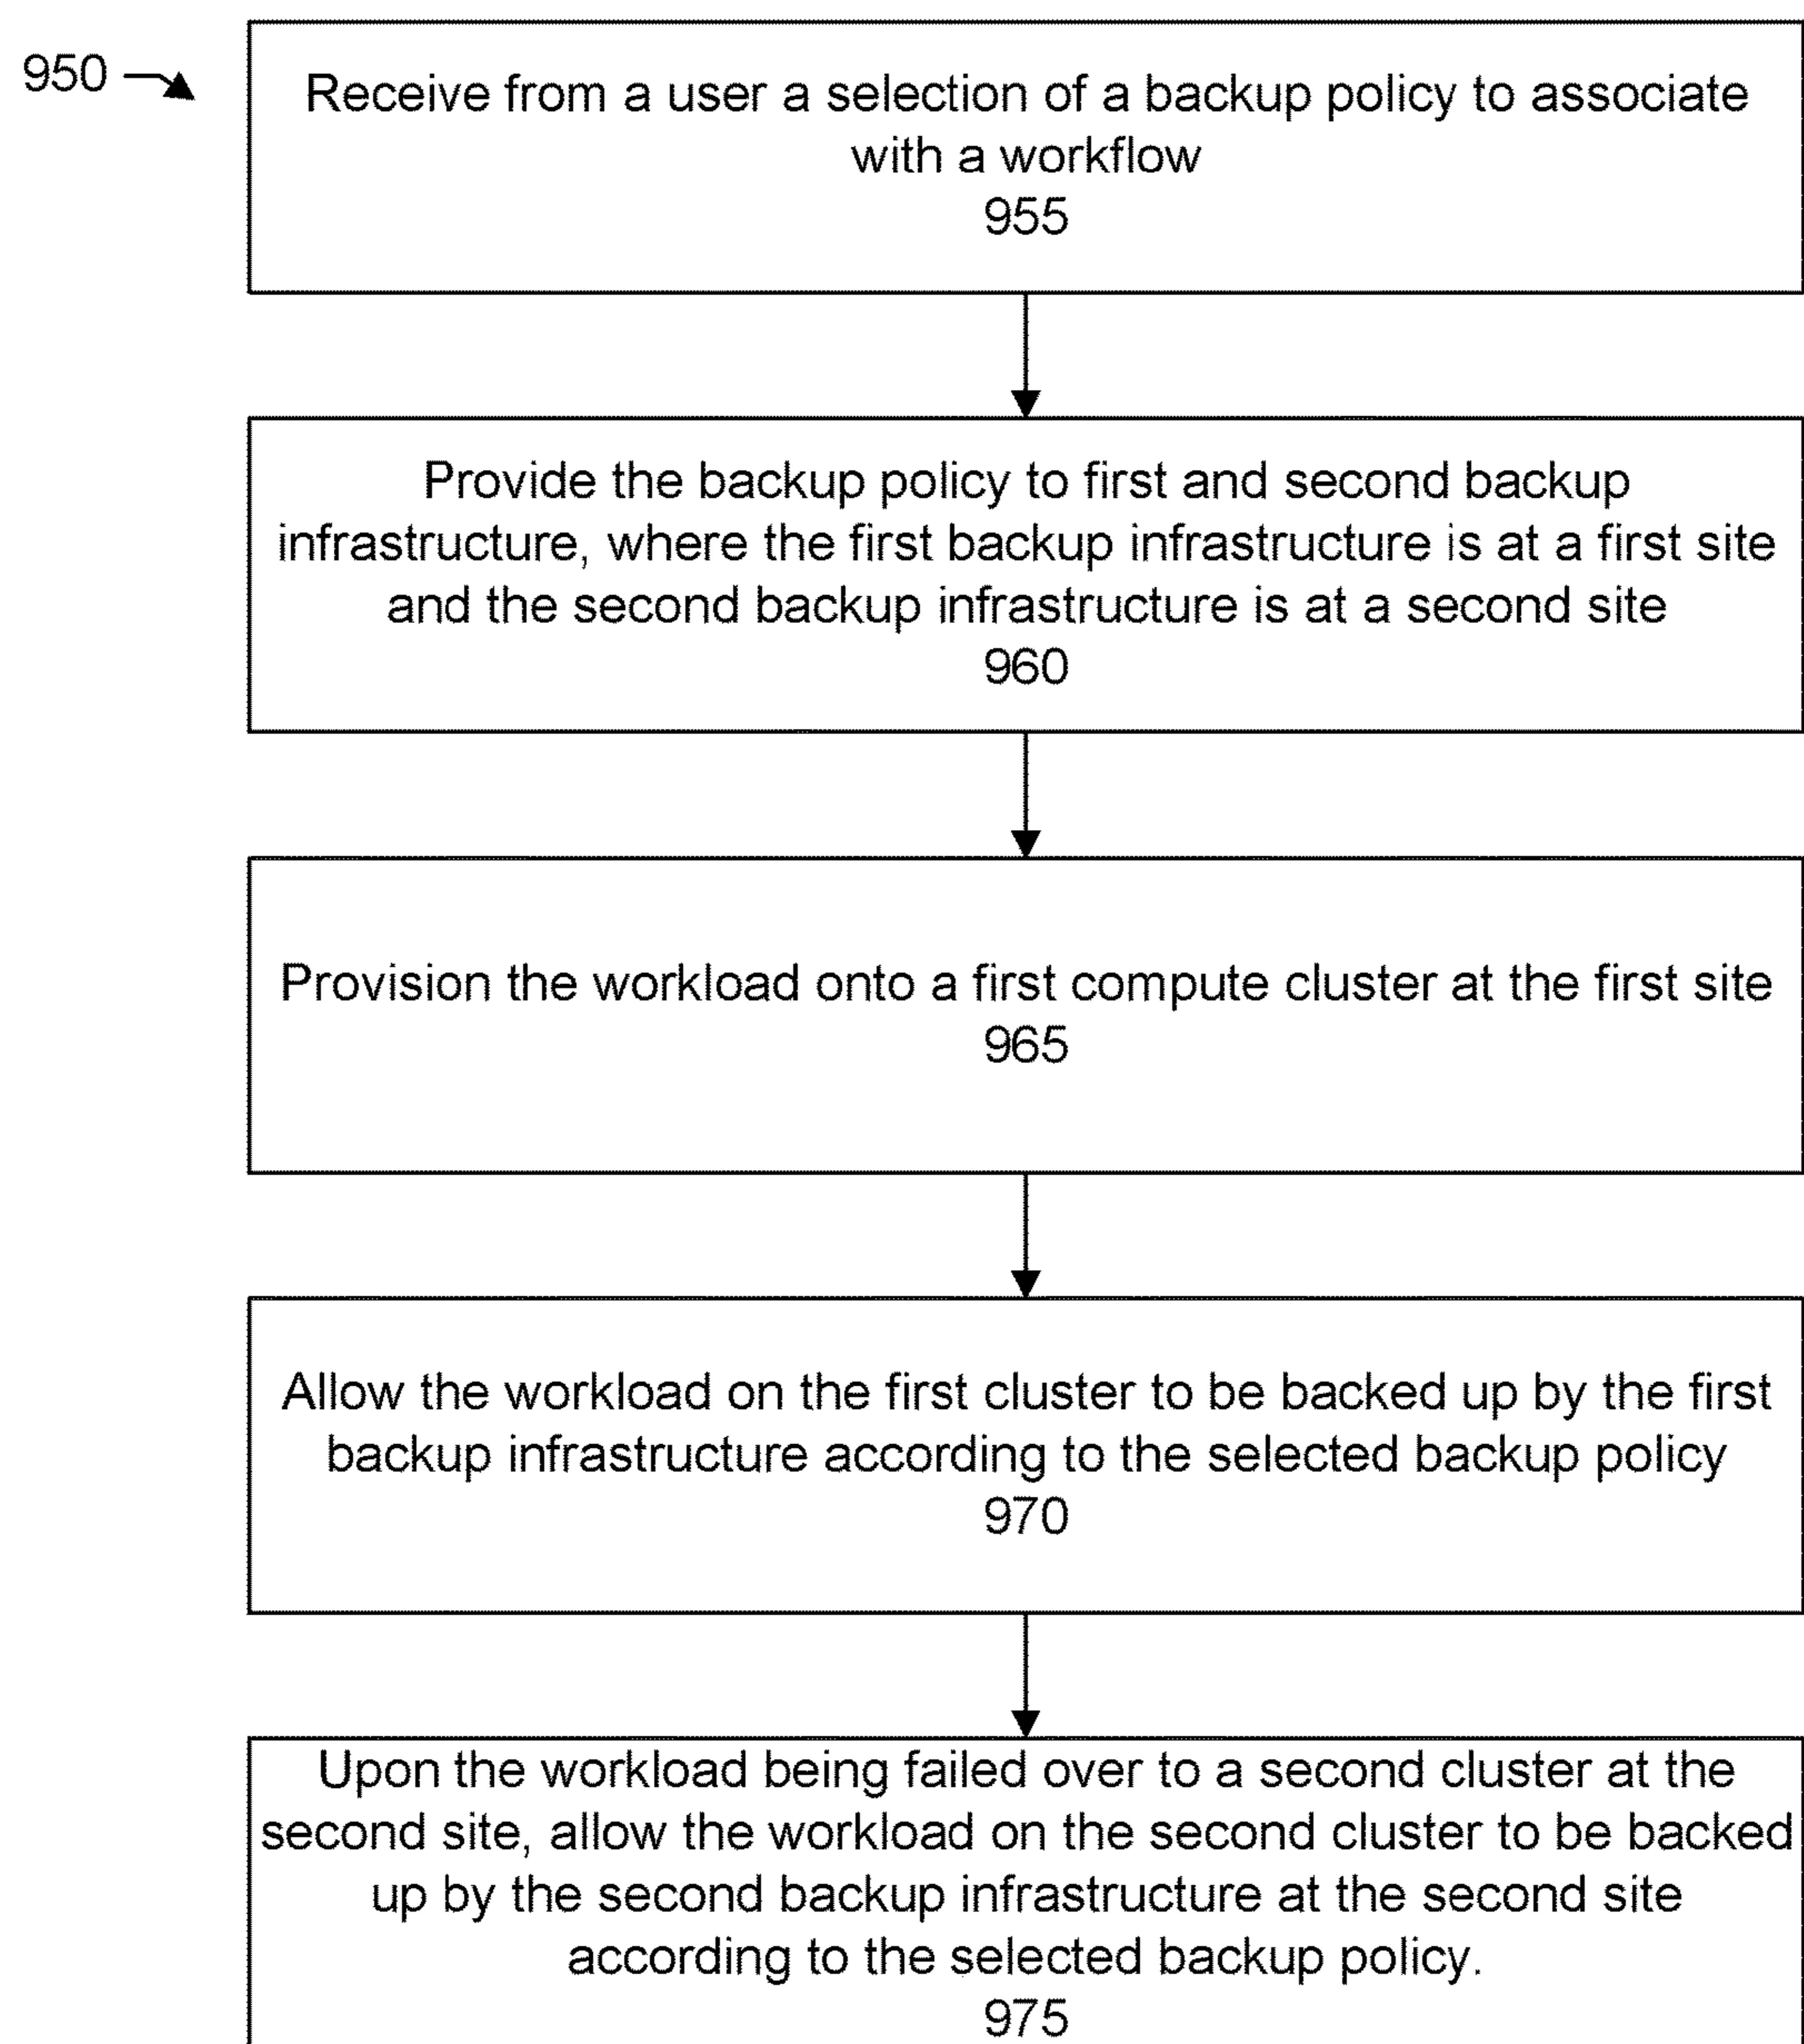 950
Receive from a user a selection of a backup policy to associate
with a workflow
955
Provide the backup policy to first and second backup
infrastructure, where the first backup infrastructure is at a first site
and the second backup infrastructure is at a second site
960
Provision the workload onto a first compute cluster at the first site
965
Allow the workload on the first cluster to be backed up by the first
backup infrastructure according to the selected backup policy
970
Upon the workload being failed over to a second cluster at the
second site, allow the workload on the second cluster to be backed
up by the second backup infrastructure at the second site
according to the selected backup policy.
975